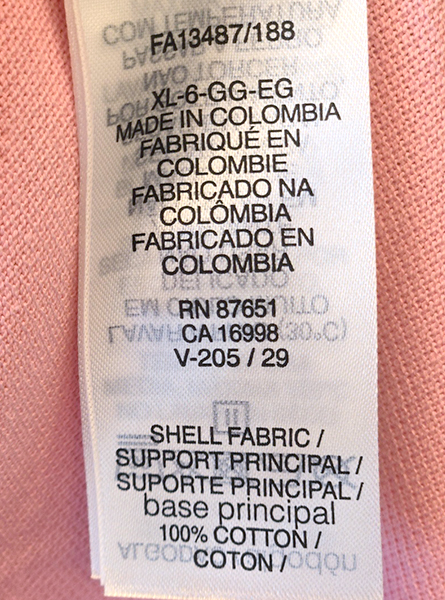 FA13487/188
XL-6-GG-EG
MADE IN COLOMBIA
FABRIQUÉ EN
COLOMBIE
FABRICADO NA
COLÔMBIA
FABRICADO EN
COLOMBIA
RN 87651
CA 16998
V-205 / 29
SHELL FABRIC /
SUPPORT PRINCIPAL /
SUPORTE PRINCIPAL /
base principal
100% COTTON /
COTON /